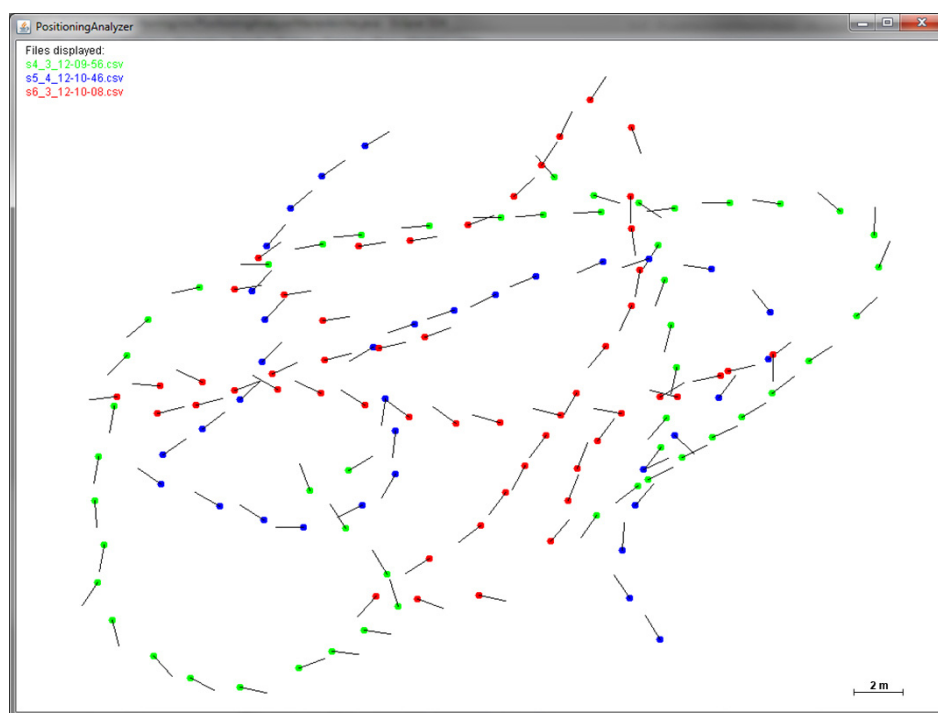 PositioningAnalyzer
Files displayed:
s4_3_12-09-56.csv
s5_4_12-10-46.csv
s6_3_12-10-08.csv
2 m